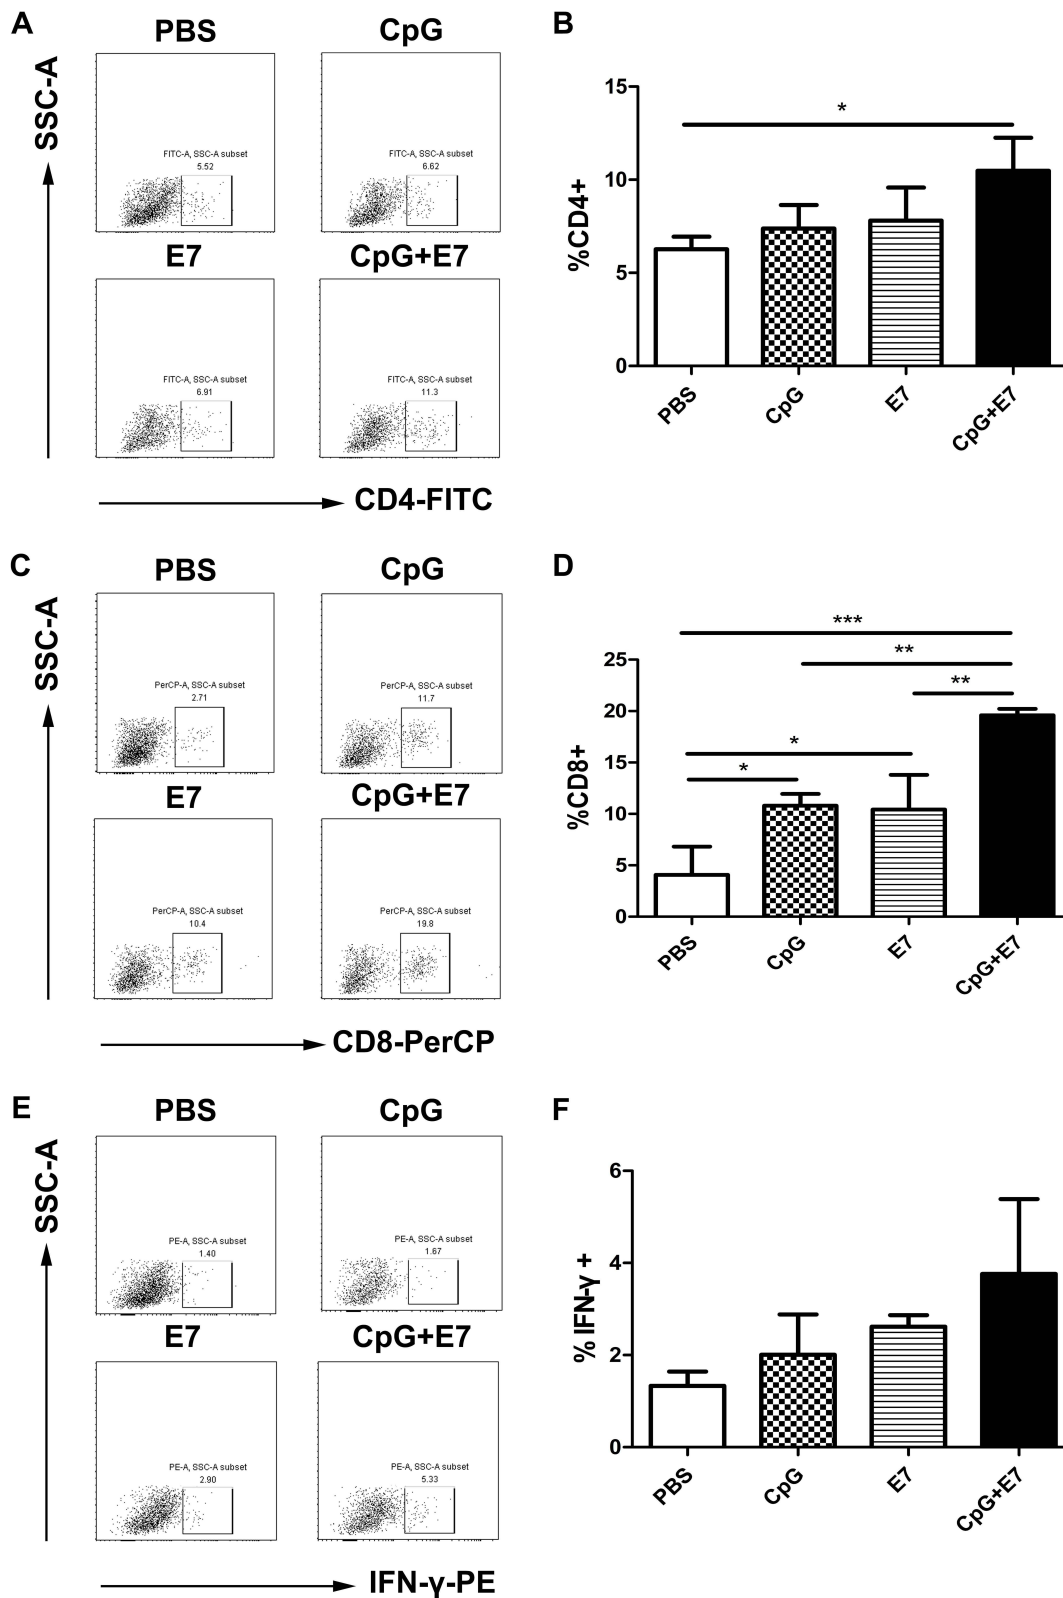 A
PBS
CpG
SSC-A
FITC-A, SSC-A subset
5.52
FITC-A, SSC-A subset
6.62
E7
CpG+E7
FITC-A, SSC-A subset
6.91
FITC-A, SSC-A subset
11.3
CD4-FITC
B
%CD4+
15
10
5
0
*
PBS
CpG
E7
CpG+E7
C
PBS
CpG
SSC-A
PerCP-A, SSC-A subset
2.71
PerCP-A, SSC-A subset
11.7
E7
CpG+E7
PerCP-A, SSC-A subset
10.4
PerCP-A, SSC-A subset
19.8
CD8-PerCP
D
%CD8+
25
20
15
10
5
0
***
**
**
*
*
PBS
CpG
E7
CpG+E7
E
PBS
CpG
SSC-A
PE-A, SSC-A subset
1.40
PE-A, SSC-A subset
1.67
E7
CpG+E7
PE-A, SSC-A subset
2.90
PE-A, SSC-A subset
5.33
IFN-γ-PE
F
% IFN-γ +
6
4
2
0
PBS
CpG
E7
CpG+E7